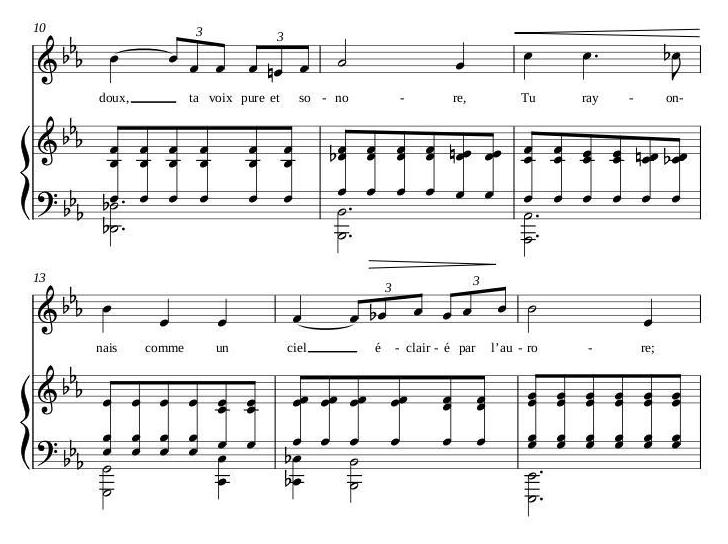 10
3 3
doux, ta voix pure et so - no - re, Tu ray - on-
13
3 3
nais comme un ciel é - clair - é par l'au - ro - re;